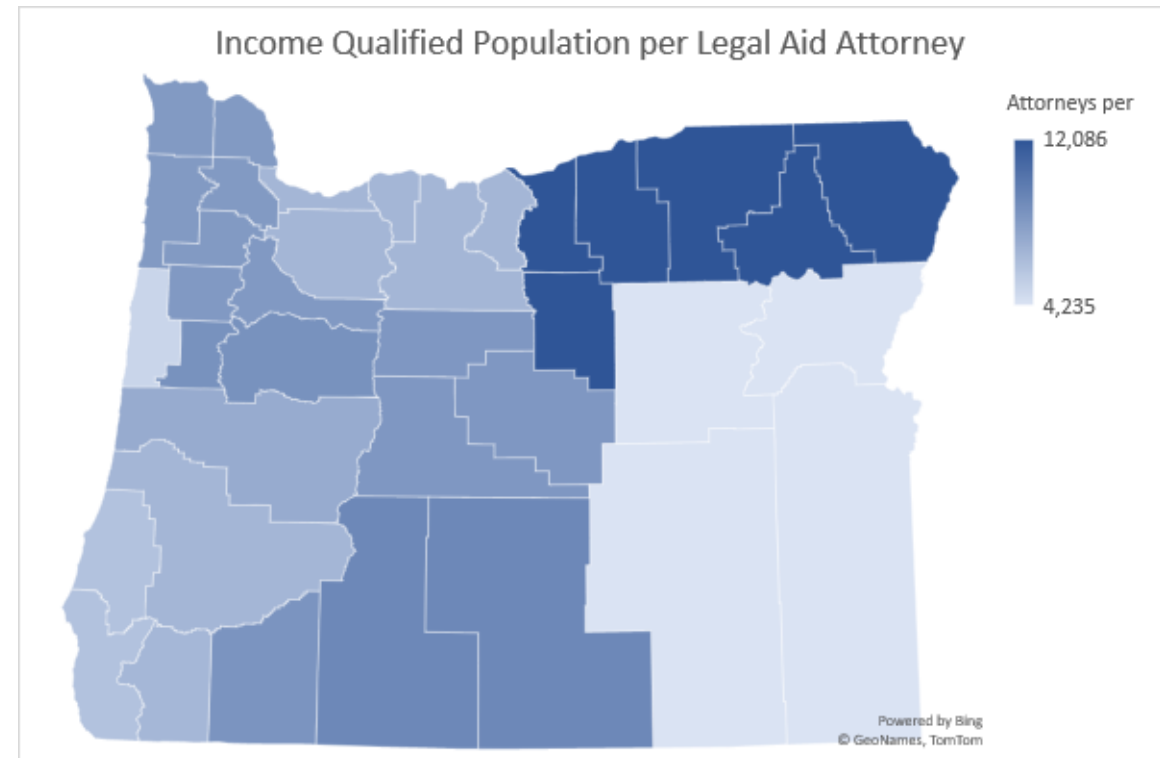 Income Qualified Population per Legal Aid Attorney
Attorneys per
12,086
4,235
Powered by Bing
© GeoNames, TomTom